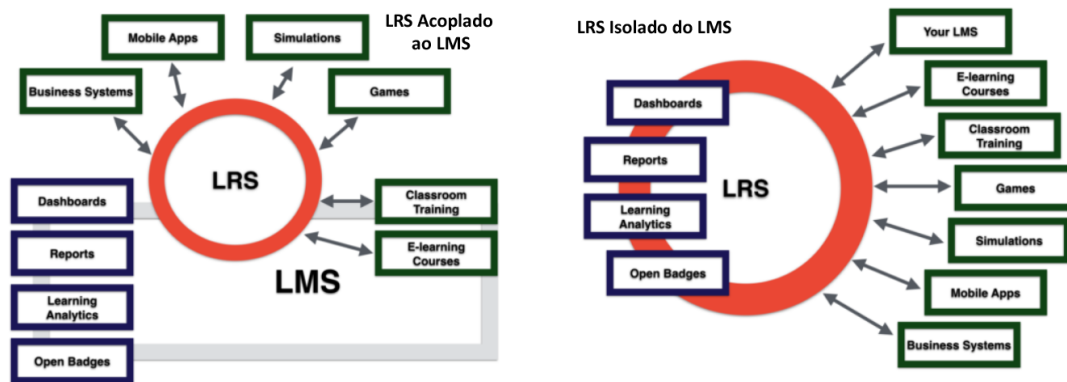 LRS Acoplado
ao LMS
Mobile Apps
Simulations
Business Systems
Games
LRS
Dashboards
Classroom
Training
Reports
E-learning
Courses
LMS
Learning
Analytics
Open Badges
LRS Isolado do LMS
Your LMS
E-learning
Courses
Dashboards
Classroom
Training
Reports
LRS
Games
Learning
Analytics
Simulations
Open Badges
Mobile Apps
Business Systems